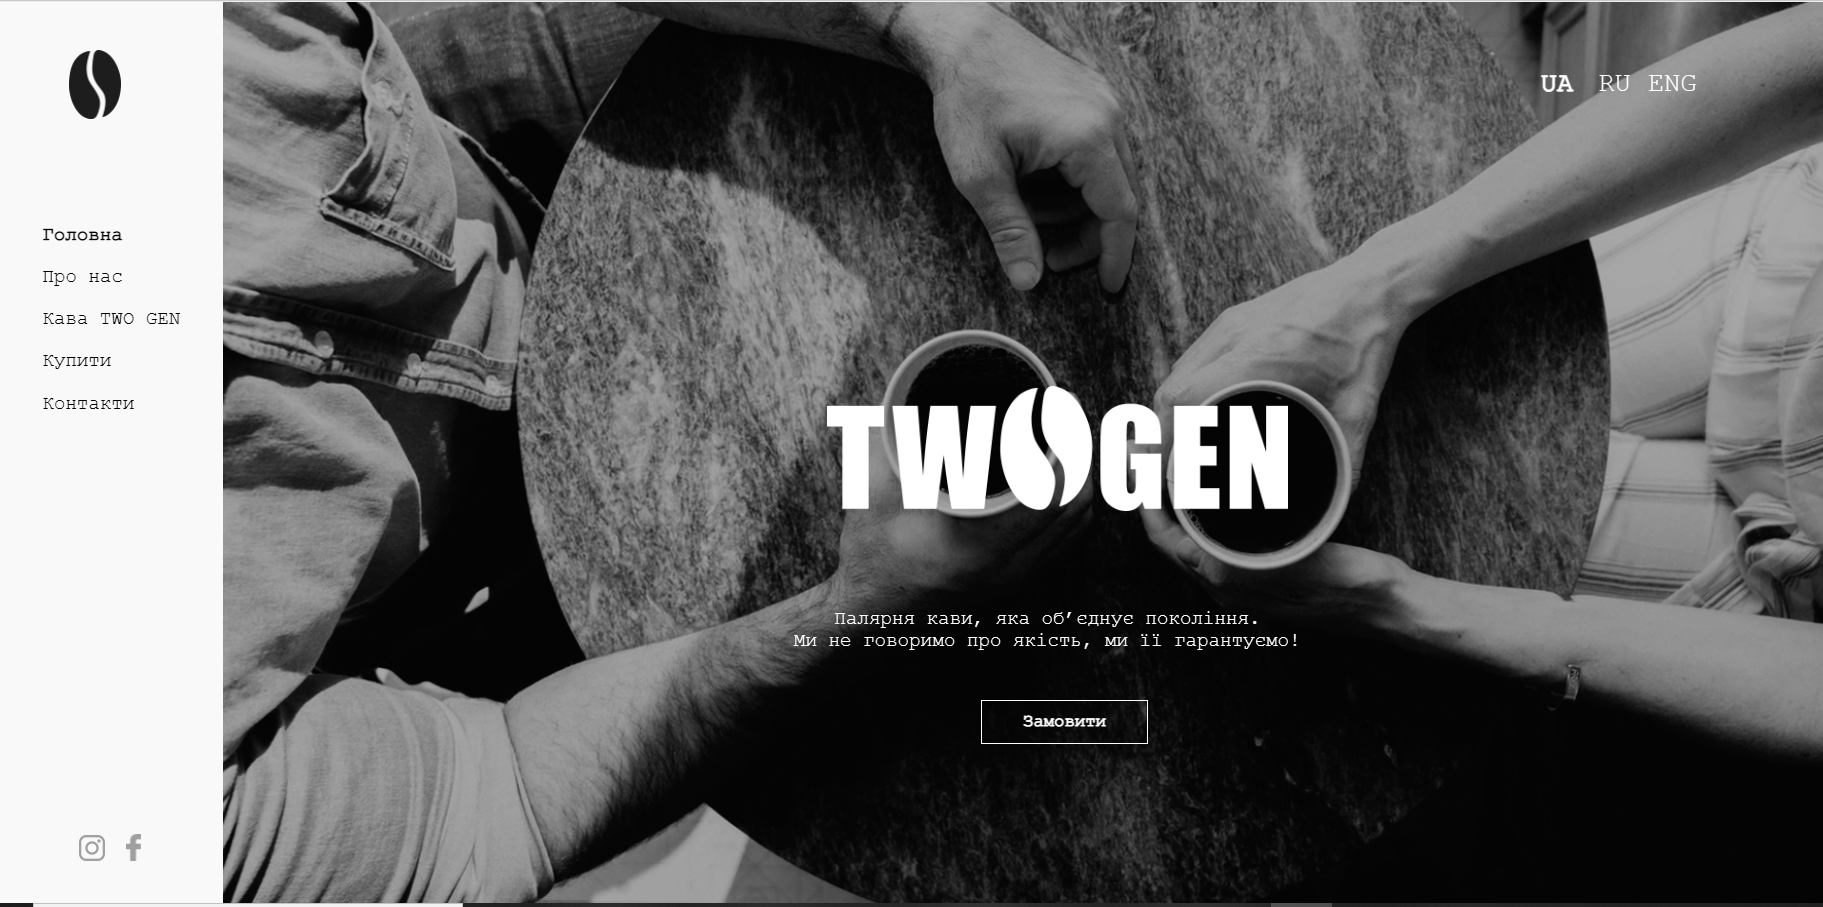 Головна
Про нас
Кава TWO GEN
Купити
Контакти
UA RU ENG
TWOGEN
Палярня кави, яка об’єднує покоління.
Ми не говоримо про якість, ми її гарантуємо!
Замовити